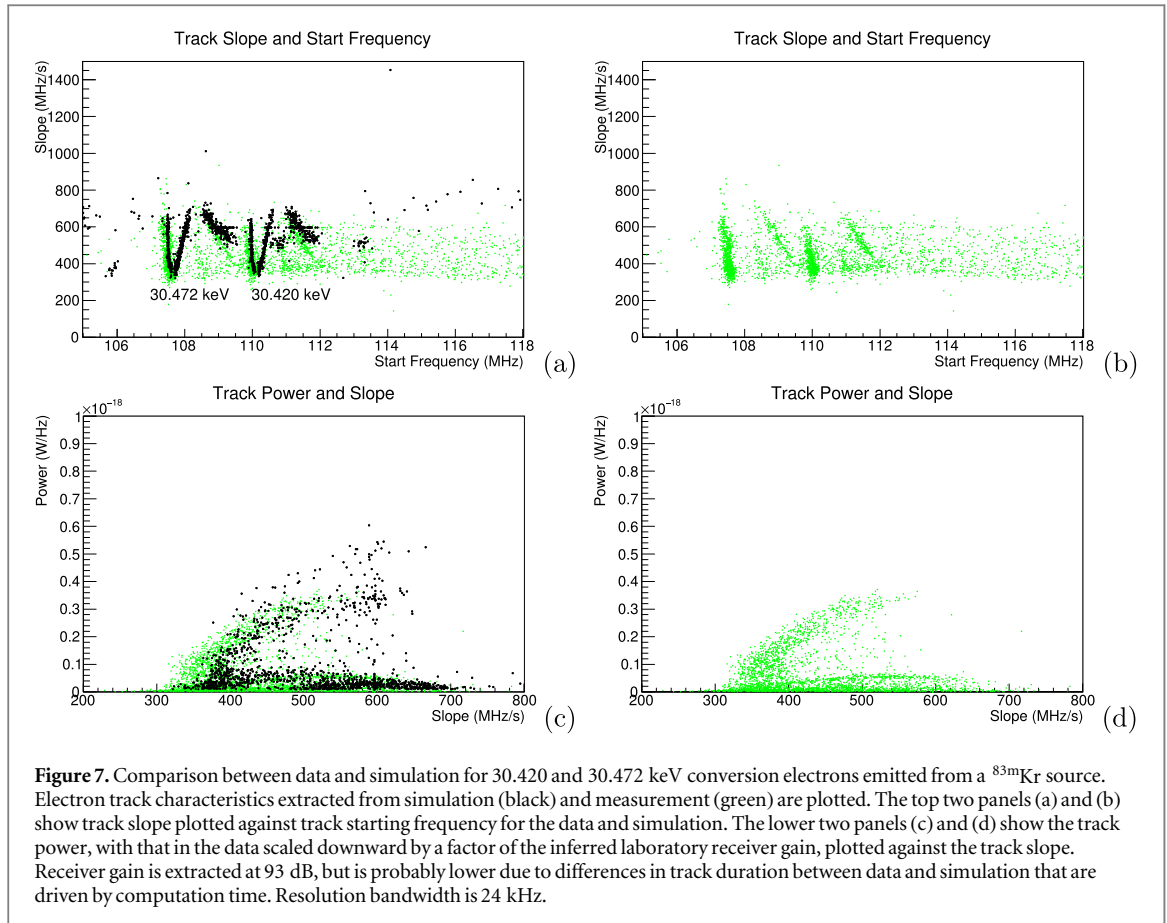 Track Slope and Start Frequency
Slope (MHz/s)
1400
1200
1000
800
600
400
200
0
30.472 keV 30.420 keV
106 108 110 112 114 116 118
Start Frequency (MHz)
(a)
Track Slope and Start Frequency
Slope (MHz/s)
1400
1200
1000
800
600
400
200
0
106 108 110 112 114 116 118
Start Frequency (MHz)
(b)
Track Power and Slope
×10⁻¹⁸
Power (W/Hz)
1
0.9
0.8
0.7
0.6
0.5
0.4
0.3
0.2
0.1
0
200 300 400 500 600 700 800
Slope (MHz/s)
(c)
Track Power and Slope
×10⁻¹⁸
Power (W/Hz)
1
0.9
0.8
0.7
0.6
0.5
0.4
0.3
0.2
0.1
0
200 300 400 500 600 700 800
Slope (MHz/s)
(d)
Figure 7. Comparison between data and simulation for 30.420 and 30.472 keV conversion electrons emitted from a ⁸³ᵐKr source.
Electron track characteristics extracted from simulation (black) and measurement (green) are plotted. The top two panels (a) and (b)
show track slope plotted against track starting frequency for the data and simulation. The lower two panels (c) and (d) show the track
power, with that in the data scaled downward by a factor of the inferred laboratory receiver gain, plotted against the track slope.
Receiver gain is extracted at 93 dB, but is probably lower due to differences in track duration between data and simulation that are
driven by computation time. Resolution bandwidth is 24 kHz.